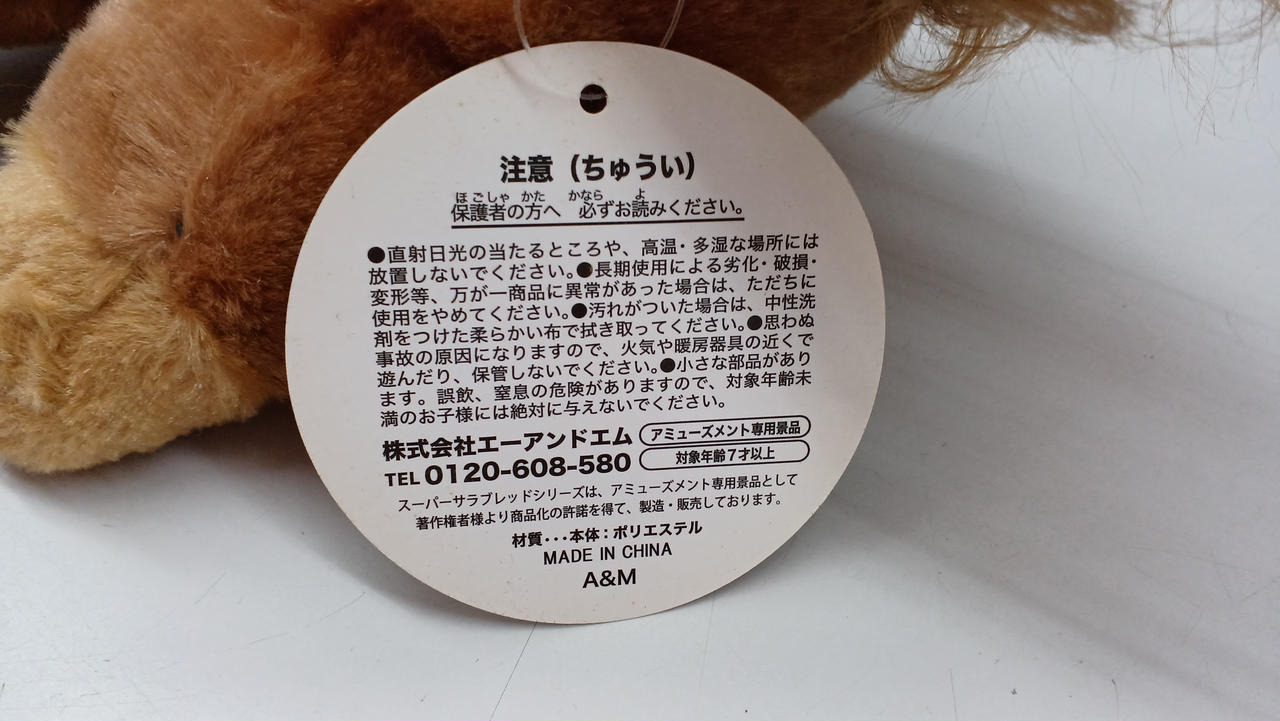 注意（ちゅうい）
ほごしゃ かた かなら よ
保護者の方へ 必ずお読みください。
●直射日光の当たるところや、高温・多湿な場所には
放置しないでください。●長期使用による劣化・破損・
変形等、万が一商品に異常があった場合は、ただちに
使用をやめてください。●汚れがついた場合は、中性洗
剤をつけた柔らかい布で拭き取ってください。●思わぬ
事故の原因になりますので、火気や暖房器具の近くで
遊んだり、保管しないでください。●小さな部品があり
ます。誤飲、窒息の危険がありますので、対象年齢未
満のお子様には絶対に与えないでください。
株式会社エーアンドエム
アミューズメント専用景品
TEL 0120-608-580
対象年齢7才以上
スーパーサラブレッドシリーズは、アミューズメント専用景品として
著作権者様より商品化の許諾を得て、製造・販売しております。
材質・・・本体：ポリエステル
MADE IN CHINA
A&M